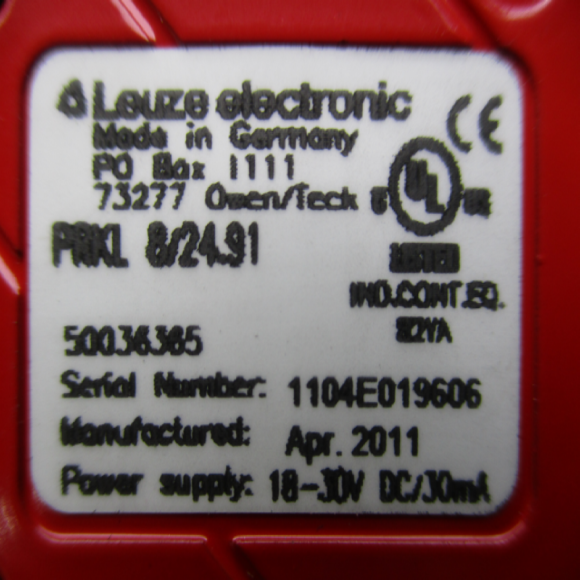 Leuze electronic
Made in Germany
PO Box 1111
73277 Owen/Teck
CE
UL
PRKL 8/24.91
LISTED
IND.CONT.EQ.
82YA
50036365
Serial Number: 1104E019606
Manufactured: Apr. 2011
Power supply: 18-30V DC/30mA